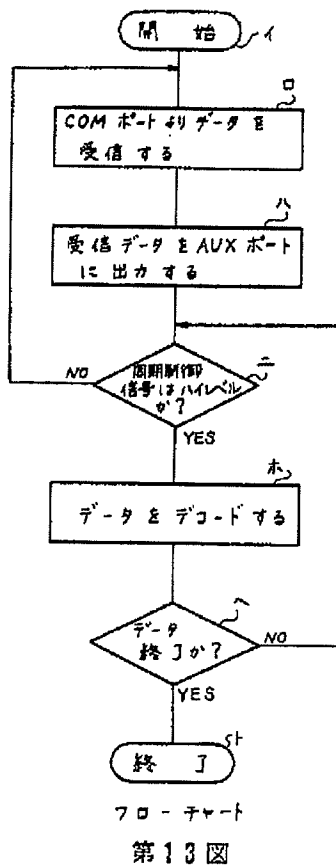 開始
イ
ロ
COMポートよりデータを
受信する
ハ
受信データをAUXポート
に出力する
ニ
同期制御
信号はハイレベル
か?
NO
YES
ホ
データをデコードする
ヘ
データ
終了か?
NO
YES
ト
終了
フローチャート
第13図